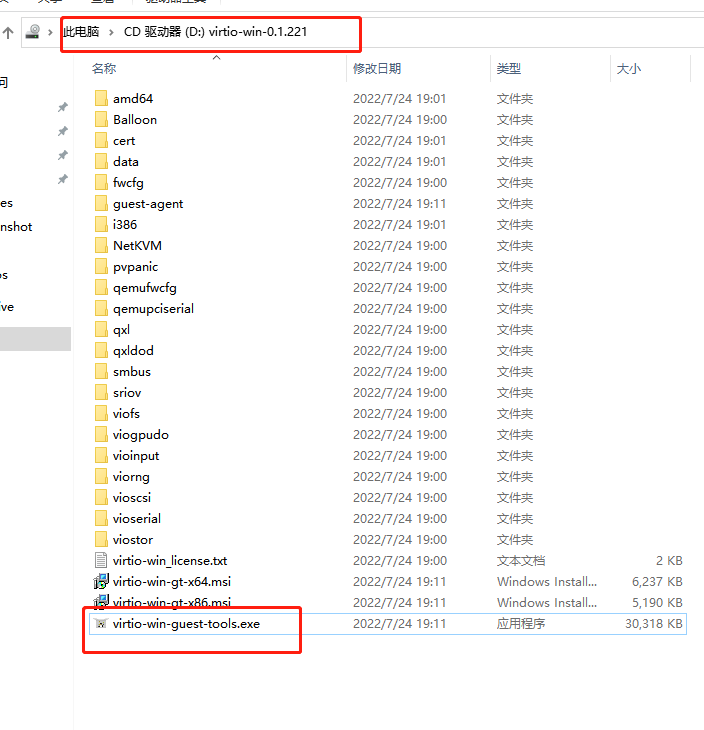 此电脑 > CD 驱动器 (D:) virtio-win-0.1.221
名称 修改日期 类型 大小
amd64 2022/7/24 19:01 文件夹
Balloon 2022/7/24 19:00 文件夹
cert 2022/7/24 19:01 文件夹
data 2022/7/24 19:01 文件夹
fwcfg 2022/7/24 19:00 文件夹
es guest-agent 2022/7/24 19:11 文件夹
nshot i386 2022/7/24 19:01 文件夹
NetKVM 2022/7/24 19:00 文件夹
pvpanic 2022/7/24 19:00 文件夹
qemufwcfg 2022/7/24 19:00 文件夹
ive qemupciserial 2022/7/24 19:00 文件夹
qxl 2022/7/24 19:00 文件夹
qxldod 2022/7/24 19:00 文件夹
smbus 2022/7/24 19:00 文件夹
sriov 2022/7/24 19:00 文件夹
viofs 2022/7/24 19:00 文件夹
viogpudo 2022/7/24 19:00 文件夹
vioinput 2022/7/24 19:00 文件夹
viorng 2022/7/24 19:00 文件夹
vioscsi 2022/7/24 19:00 文件夹
vioserial 2022/7/24 19:00 文件夹
viostor 2022/7/24 19:00 文件夹
virtio-win_license.txt 2022/7/24 19:00 文本文档 2 KB
virtio-win-gt-x64.msi 2022/7/24 19:11 Windows Install... 6,237 KB
virtio-win-gt-x86.msi 2022/7/24 19:11 Windows Install... 5,190 KB
virtio-win-guest-tools.exe 2022/7/24 19:11 应用程序 30,318 KB